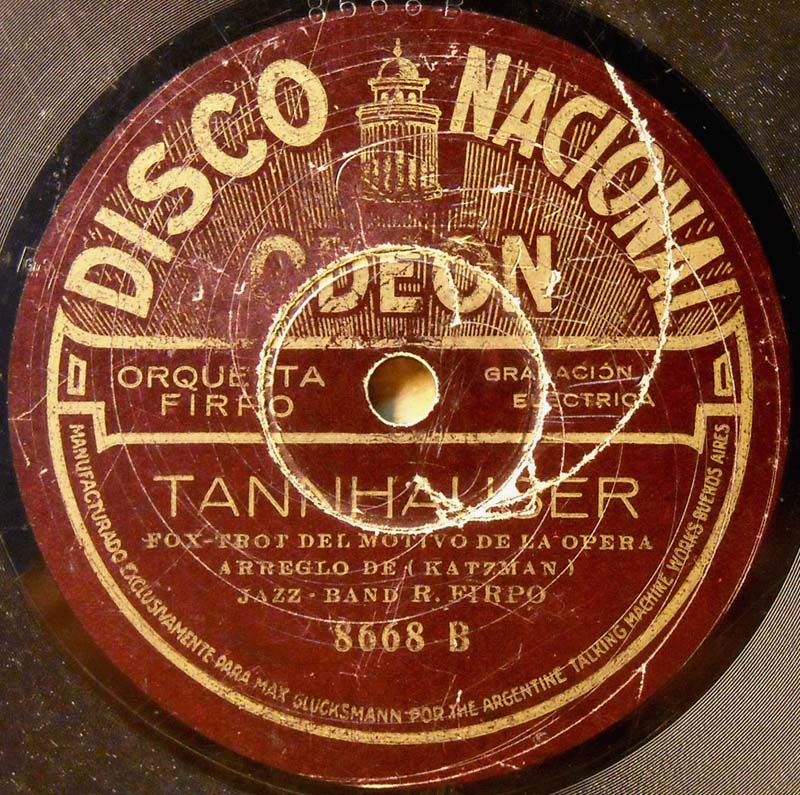 8668 B
DISCO NACIONAL
ODEON
ORQUESTA
FIRPO
GRABACIÓN
ELECTRICA
TANNHAUSER
FOX-TROT DEL MOTIVO DE LA OPERA
ARREGLO DE (KATZMAN)
JAZZ-BAND R. FIRPO
8668 B
MANUFACTURADO EXCLUSIVAMENTE PARA MAX GLUCKSMANN POR THE ARGENTINE TALKING MACHINE WORKS-BUENOS AIRES